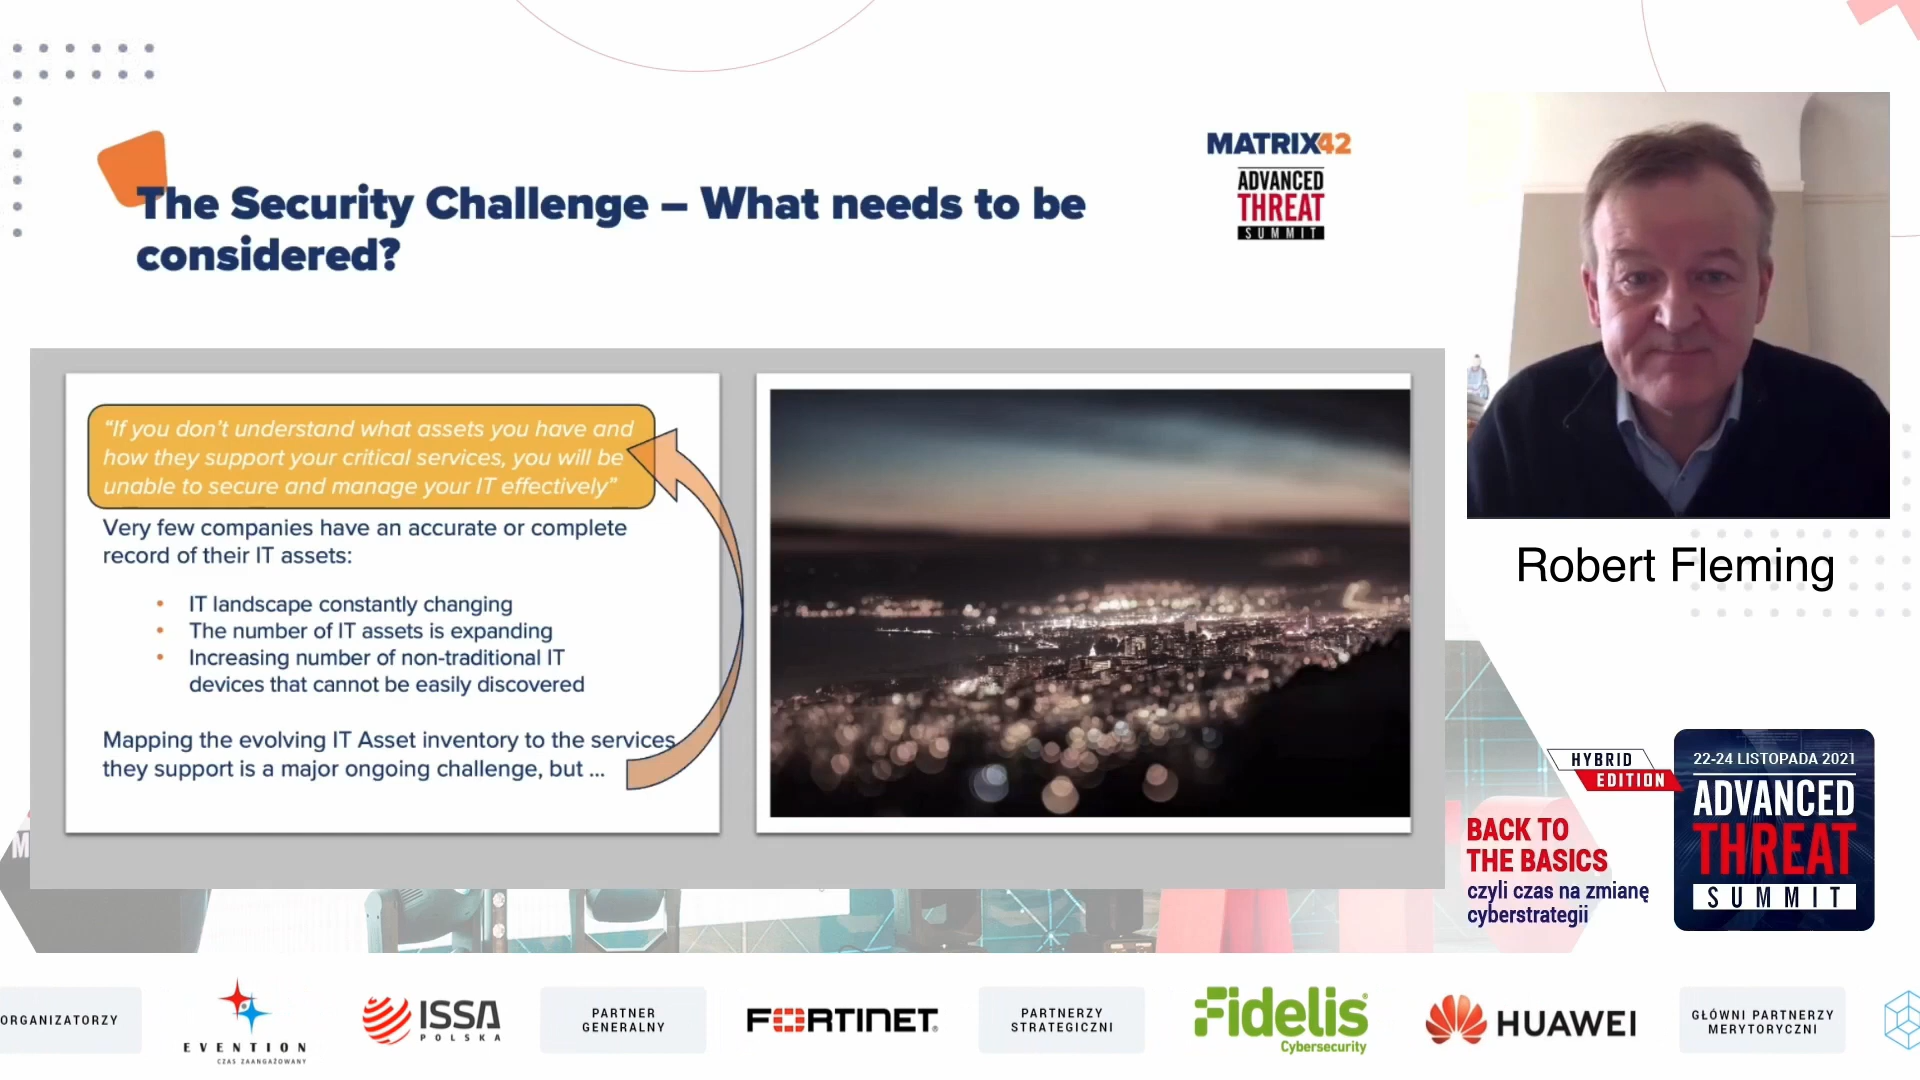 The Security Challenge – What needs to be
considered?
MATRIX42
ADVANCED
THREAT
SUMMIT
“If you don’t understand what assets you have and
how they support your critical services, you will be
unable to secure and manage your IT effectively”
Very few companies have an accurate or complete
record of their IT assets:
• IT landscape constantly changing
• The number of IT assets is expanding
• Increasing number of non-traditional IT
devices that cannot be easily discovered
Mapping the evolving IT Asset inventory to the services
they support is a major ongoing challenge, but ...
Robert Fleming
HYBRID
EDITION
BACK TO
THE BASICS
czyli czas na zmianę
cyberstrategii
22-24 LISTOPADA 2021
ADVANCED
THREAT
SUMMIT
M
ORGANIZATORZY
EVENTION
CZAS ZAANGAŻOWANY
ISSA
POLSKA
PARTNER
GENERALNY
FORTINET
PARTNERZY
STRATEGICZNI
Fidelis
Cybersecurity
HUAWEI
GŁÓWNI PARTNERZY
MERYTORYCZNI